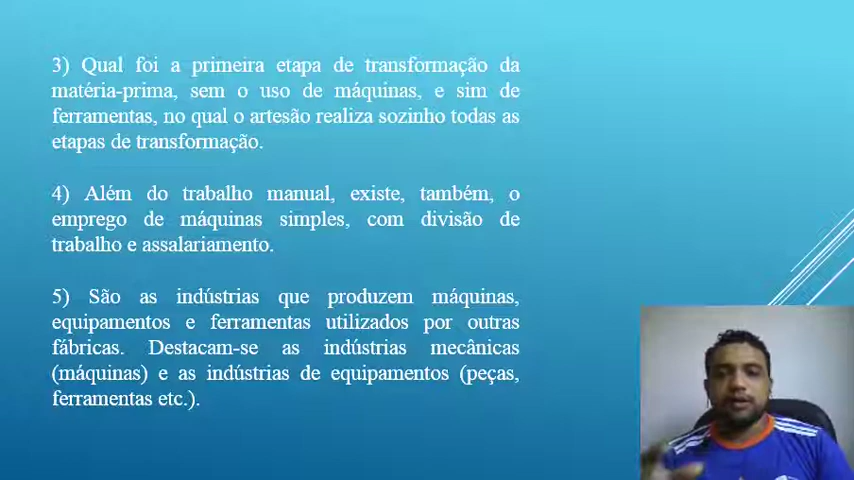 3) Qual foi a primeira etapa de transformação da
matéria-prima, sem o uso de máquinas, e sim de
ferramentas, no qual o artesão realiza sozinho todas as
etapas de transformação.
4) Além do trabalho manual, existe, também, o
emprego de máquinas simples, com divisão de
trabalho e assalariamento.
5) São as indústrias que produzem máquinas,
equipamentos e ferramentas utilizados por outras
fábricas. Destacam-se as indústrias mecânicas
(máquinas) e as indústrias de equipamentos (peças,
ferramentas etc.).